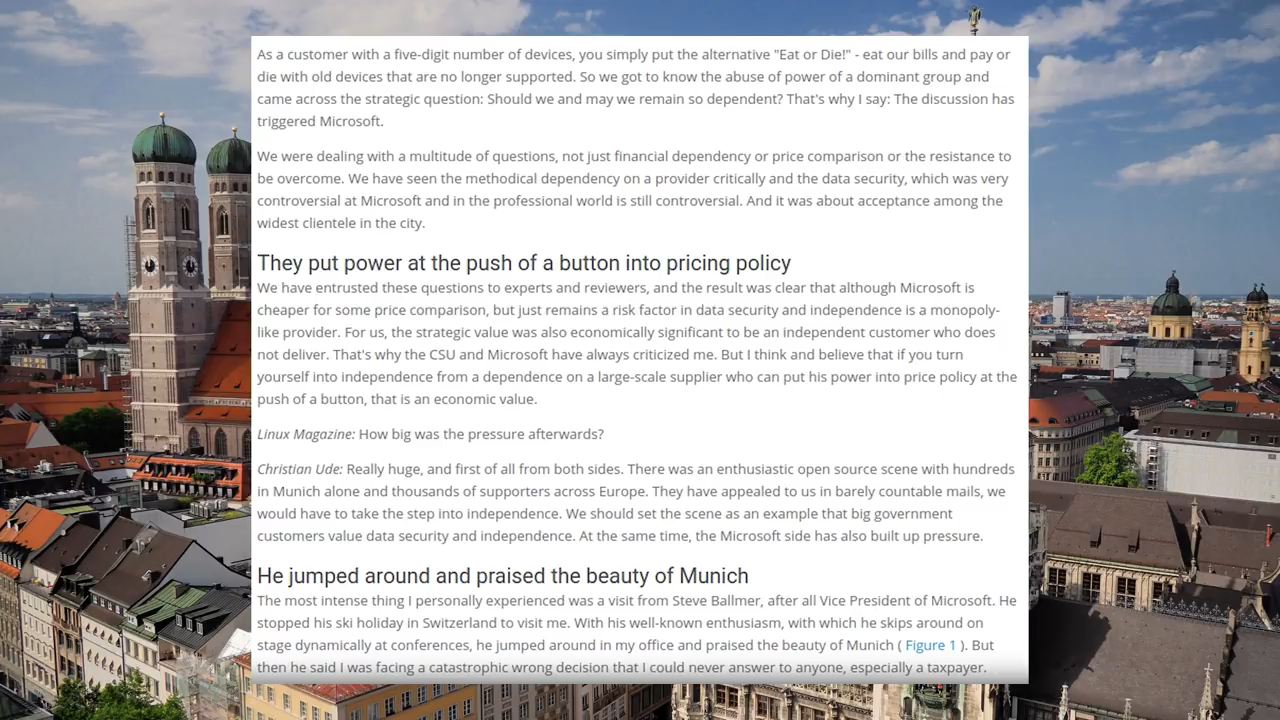 As a customer with a five-digit number of devices, you simply put the alternative "Eat or Die!" - eat our bills and pay or
die with old devices that are no longer supported. So we got to know the abuse of power of a dominant group and
came across the strategic question: Should we and may we remain so dependent? That's why I say: The discussion has
triggered Microsoft.
We were dealing with a multitude of questions, not just financial dependency or price comparison or the resistance to
be overcome. We have seen the methodical dependency on a provider critically and the data security, which was very
controversial at Microsoft and in the professional world is still controversial. And it was about acceptance among the
widest clientele in the city.
They put power at the push of a button into pricing policy
We have entrusted these questions to experts and reviewers, and the result was clear that although Microsoft is
cheaper for some price comparison, but just remains a risk factor in data security and independence is a monopoly-
like provider. For us, the strategic value was also economically significant to be an independent customer who does
not deliver. That's why the CSU and Microsoft have always criticized me. But I think and believe that if you turn
yourself into independence from a dependence on a large-scale supplier who can put his power into price policy at the
push of a button, that is an economic value.
Linux Magazine: How big was the pressure afterwards?
Christian Ude: Really huge, and first of all from both sides. There was an enthusiastic open source scene with hundreds
in Munich alone and thousands of supporters across Europe. They have appealed to us in barely countable mails, we
would have to take the step into independence. We should set the scene as an example that big government
customers value data security and independence. At the same time, the Microsoft side has also built up pressure.
He jumped around and praised the beauty of Munich
The most intense thing I personally experienced was a visit from Steve Ballmer, after all Vice President of Microsoft. He
stopped his ski holiday in Switzerland to visit me. With his well-known enthusiasm, with which he skips around on
stage dynamically at conferences, he jumped around in my office and praised the beauty of Munich ( Figure 1 ). But
then he said I was facing a catastrophic wrong decision that I could never answer to anyone, especially a taxpayer.